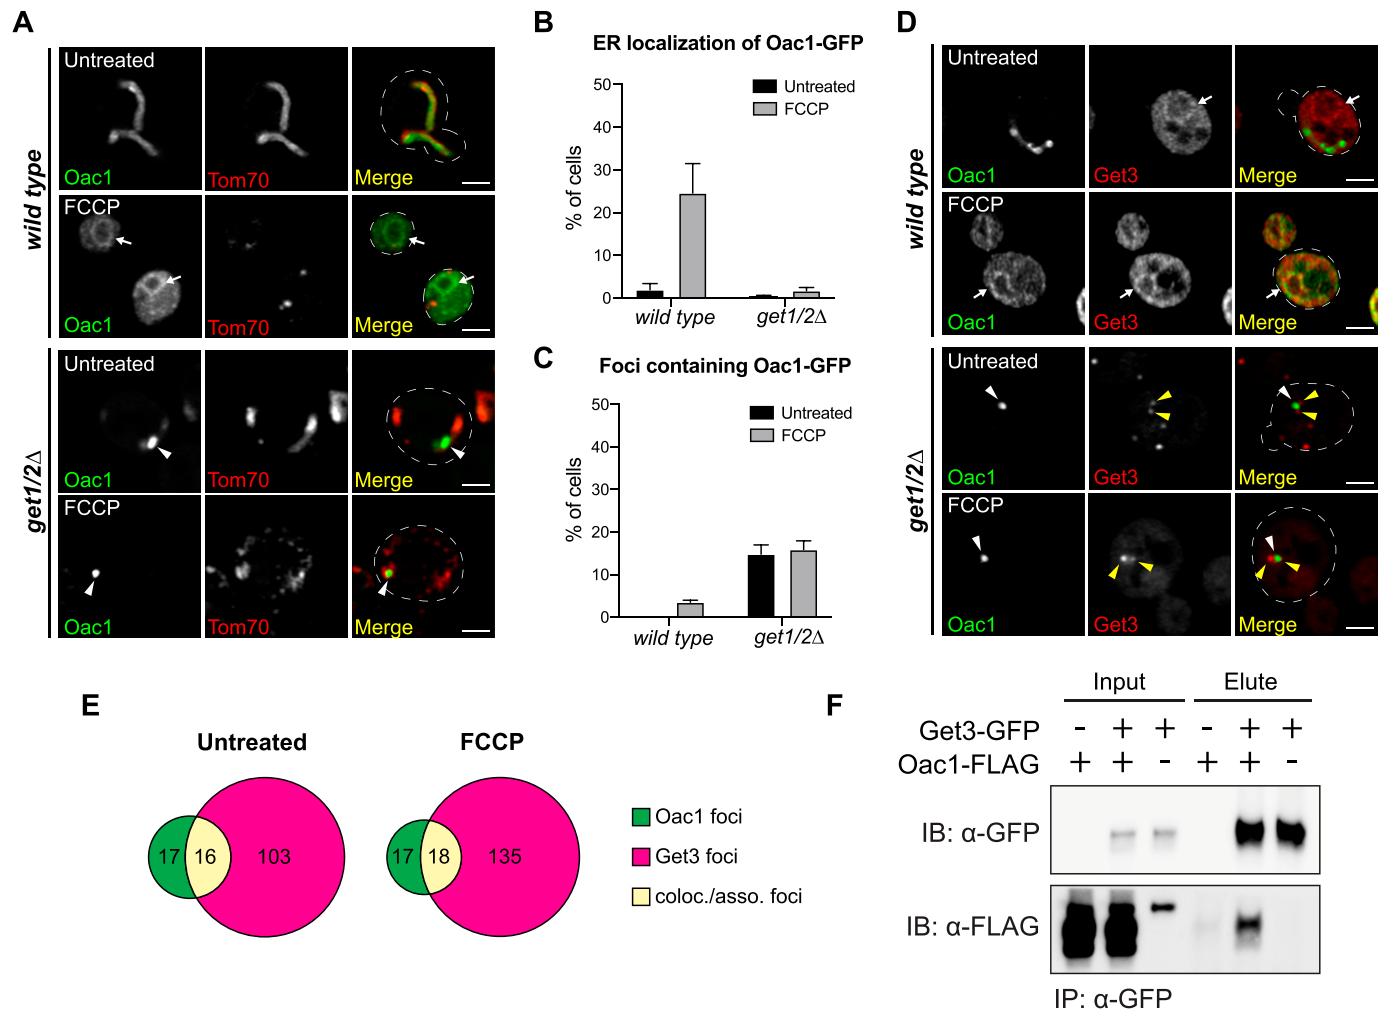 A
Untreated
Oac1
Tom70
Merge
FCCP
Oac1
Tom70
Merge
wild type
Untreated
Oac1
Tom70
Merge
FCCP
Oac1
Tom70
Merge
get1/2Δ
B
ER localization of Oac1-GFP
Untreated
FCCP
% of cells
50
40
30
20
10
0
wild type
get1/2Δ
C
Foci containing Oac1-GFP
Untreated
FCCP
% of cells
50
40
30
20
10
0
wild type
get1/2Δ
D
Untreated
Oac1
Get3
Merge
FCCP
Oac1
Get3
Merge
wild type
Untreated
Oac1
Get3
Merge
FCCP
Oac1
Get3
Merge
get1/2Δ
E
Untreated
17 16 103
FCCP
17 18 135
Oac1 foci
Get3 foci
coloc./asso. foci
F
Input Elute
Get3-GFP - + + - + +
Oac1-FLAG + + - + + -
IB: α-GFP
IB: α-FLAG
IP: α-GFP